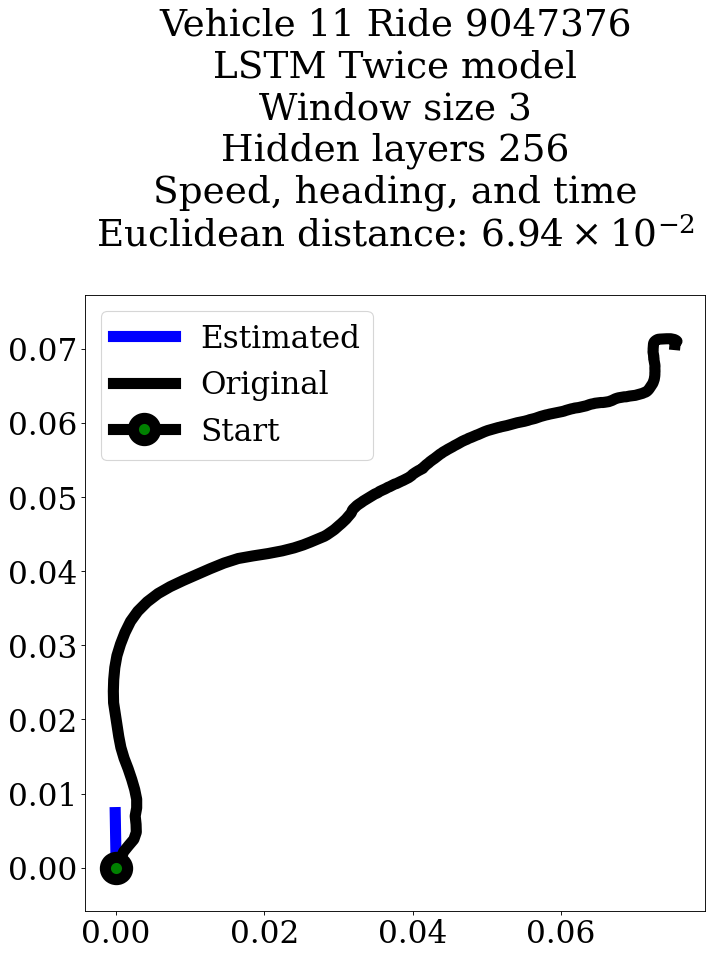 Vehicle 11 Ride 9047376
LSTM Twice model
Window size 3
Hidden layers 256
Speed, heading, and time
Euclidean distance: 6.94 × 10⁻²
Estimated
Original
Start
0.07
0.06
0.05
0.04
0.03
0.02
0.01
0.00
0.00 0.02 0.04 0.06